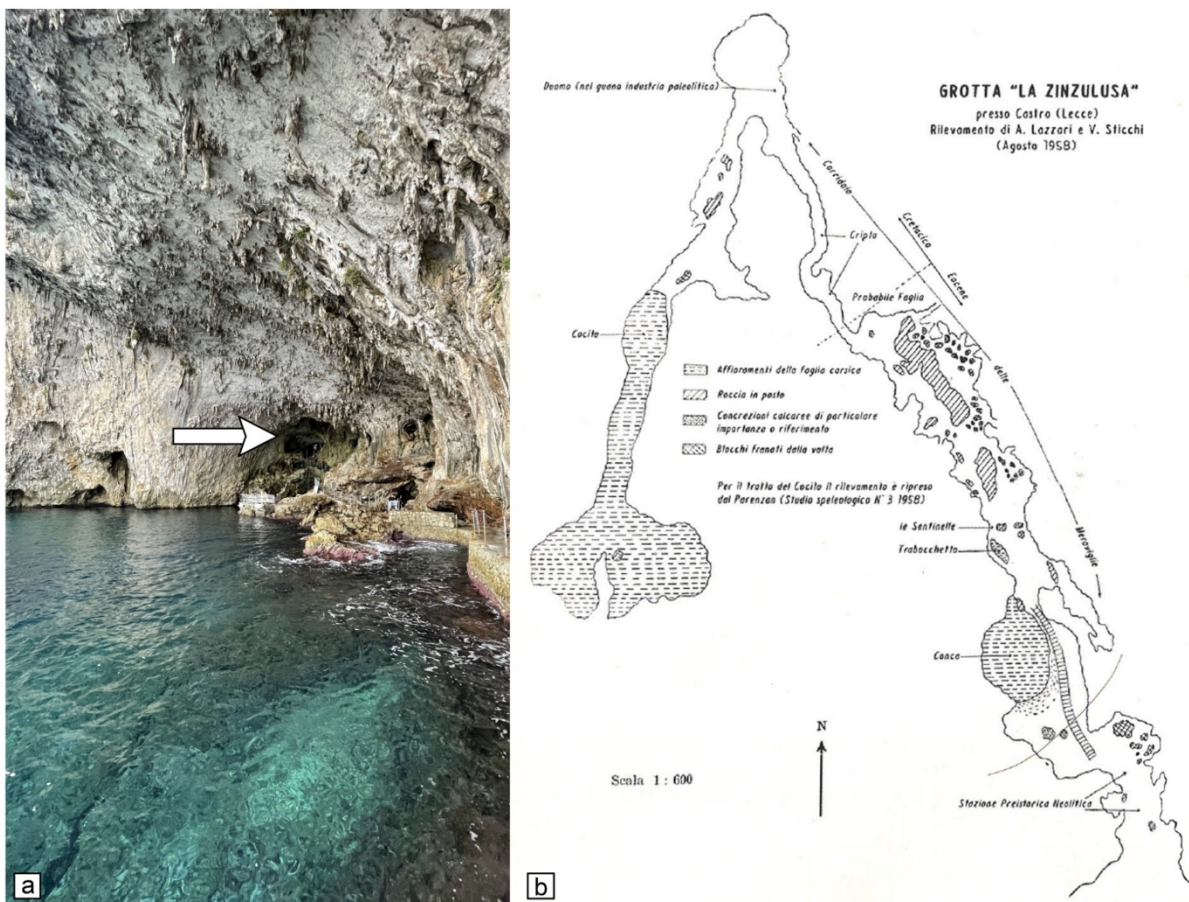 Duomo (nel guano industria paleolitica)
GROTTA "LA ZINZULUSA"
presso Castro (Lecce)
Rilevamento di A. Lazzari e V. Sticchi
(Agosto 1958)
Corridoio
Cretacico
Eocene
Cripta
Probabile Faglia
Cocito
delle
Affioramenti della faglia carsica
Roccia in posto
Concrezioni calcaree di particolare
importanza o riferimento
Blocchi franati dalla volta
Per il tratto del Cocito il rilevamento è ripreso
dal Parenzan (Studio speleologico N° 3 1958)
le Sentinelle
Trabocchetto
Meraviglie
Conca
N
Scala 1 : 600
Stazione Preistorica Neolitica
a
b